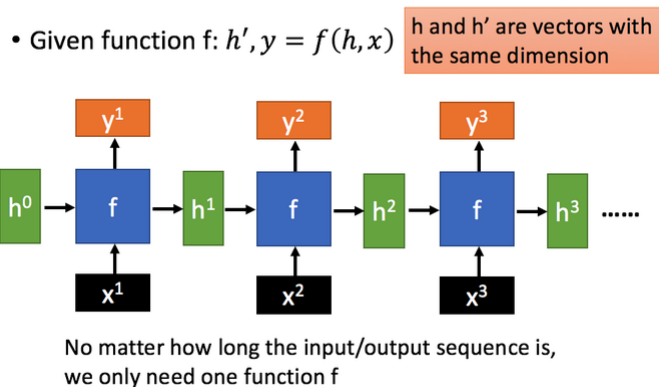 • Given function f: h′, y = f(h, x)
h and h’ are vectors with
the same dimension
y¹ y² y³
h⁰ f h¹ f h² f h³ ......
x¹ x² x³
No matter how long the input/output sequence is,
we only need one function f